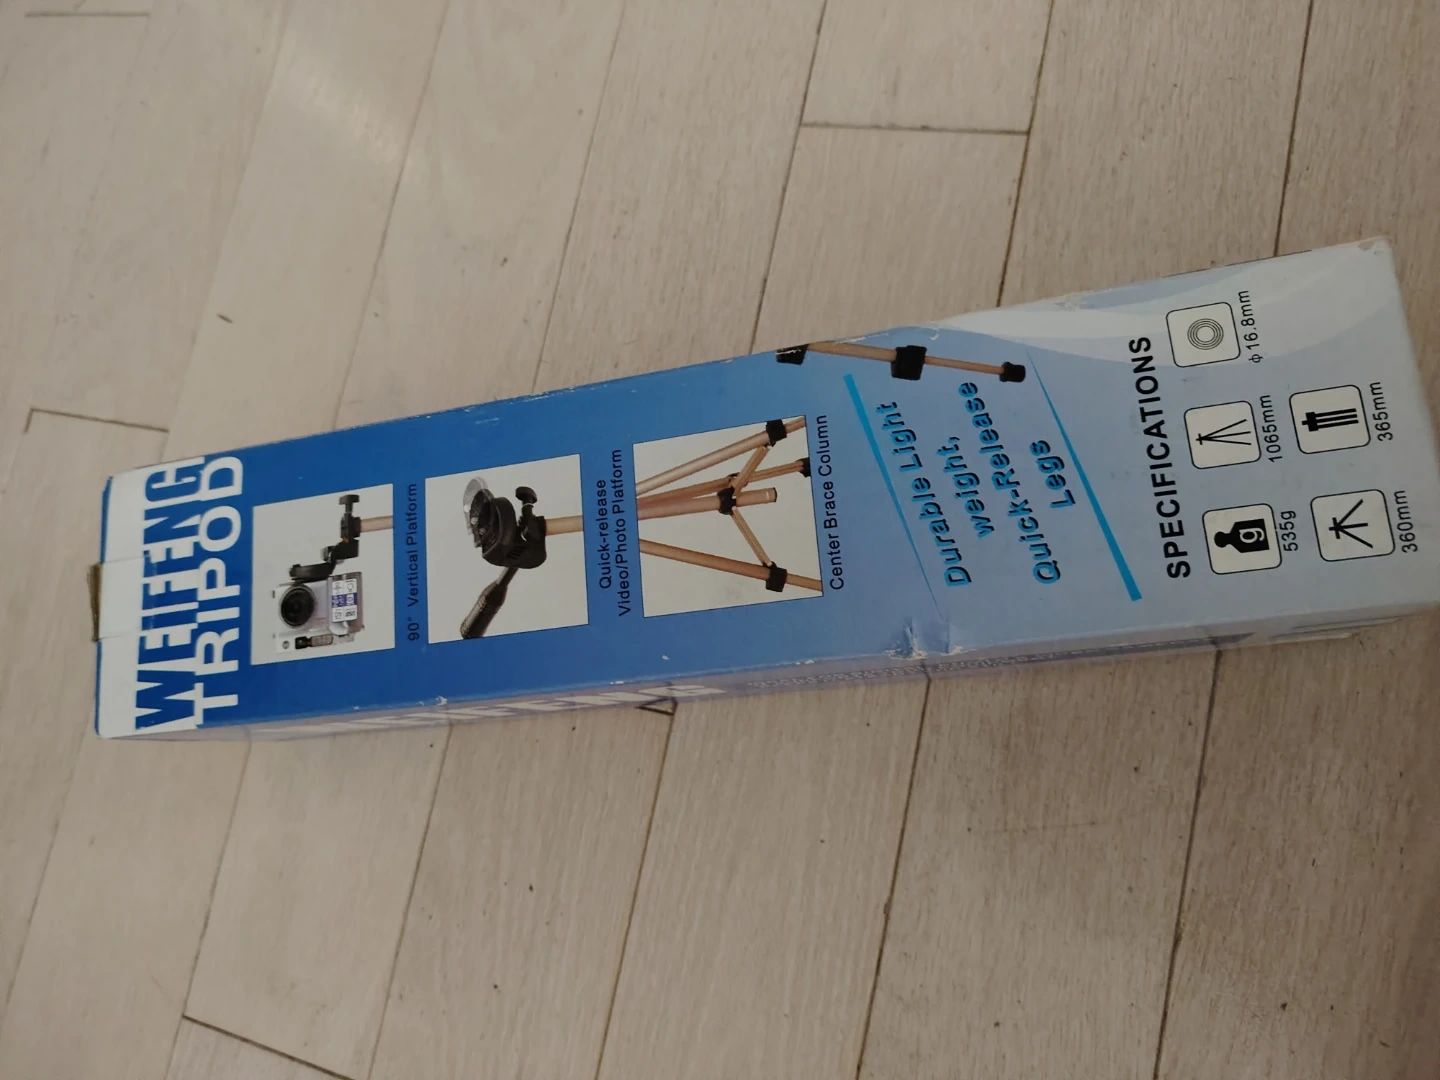 WEIFENG
TRIPOD
90° Vertical Platform
Quick-release
Video/Photo Platform
Center Brace Column
Durable Light
weight,
Quick-Release
Legs
SPECIFICATIONS
g
535g
1065mm
ϕ16.8mm
360mm
365mm
WEIFENG